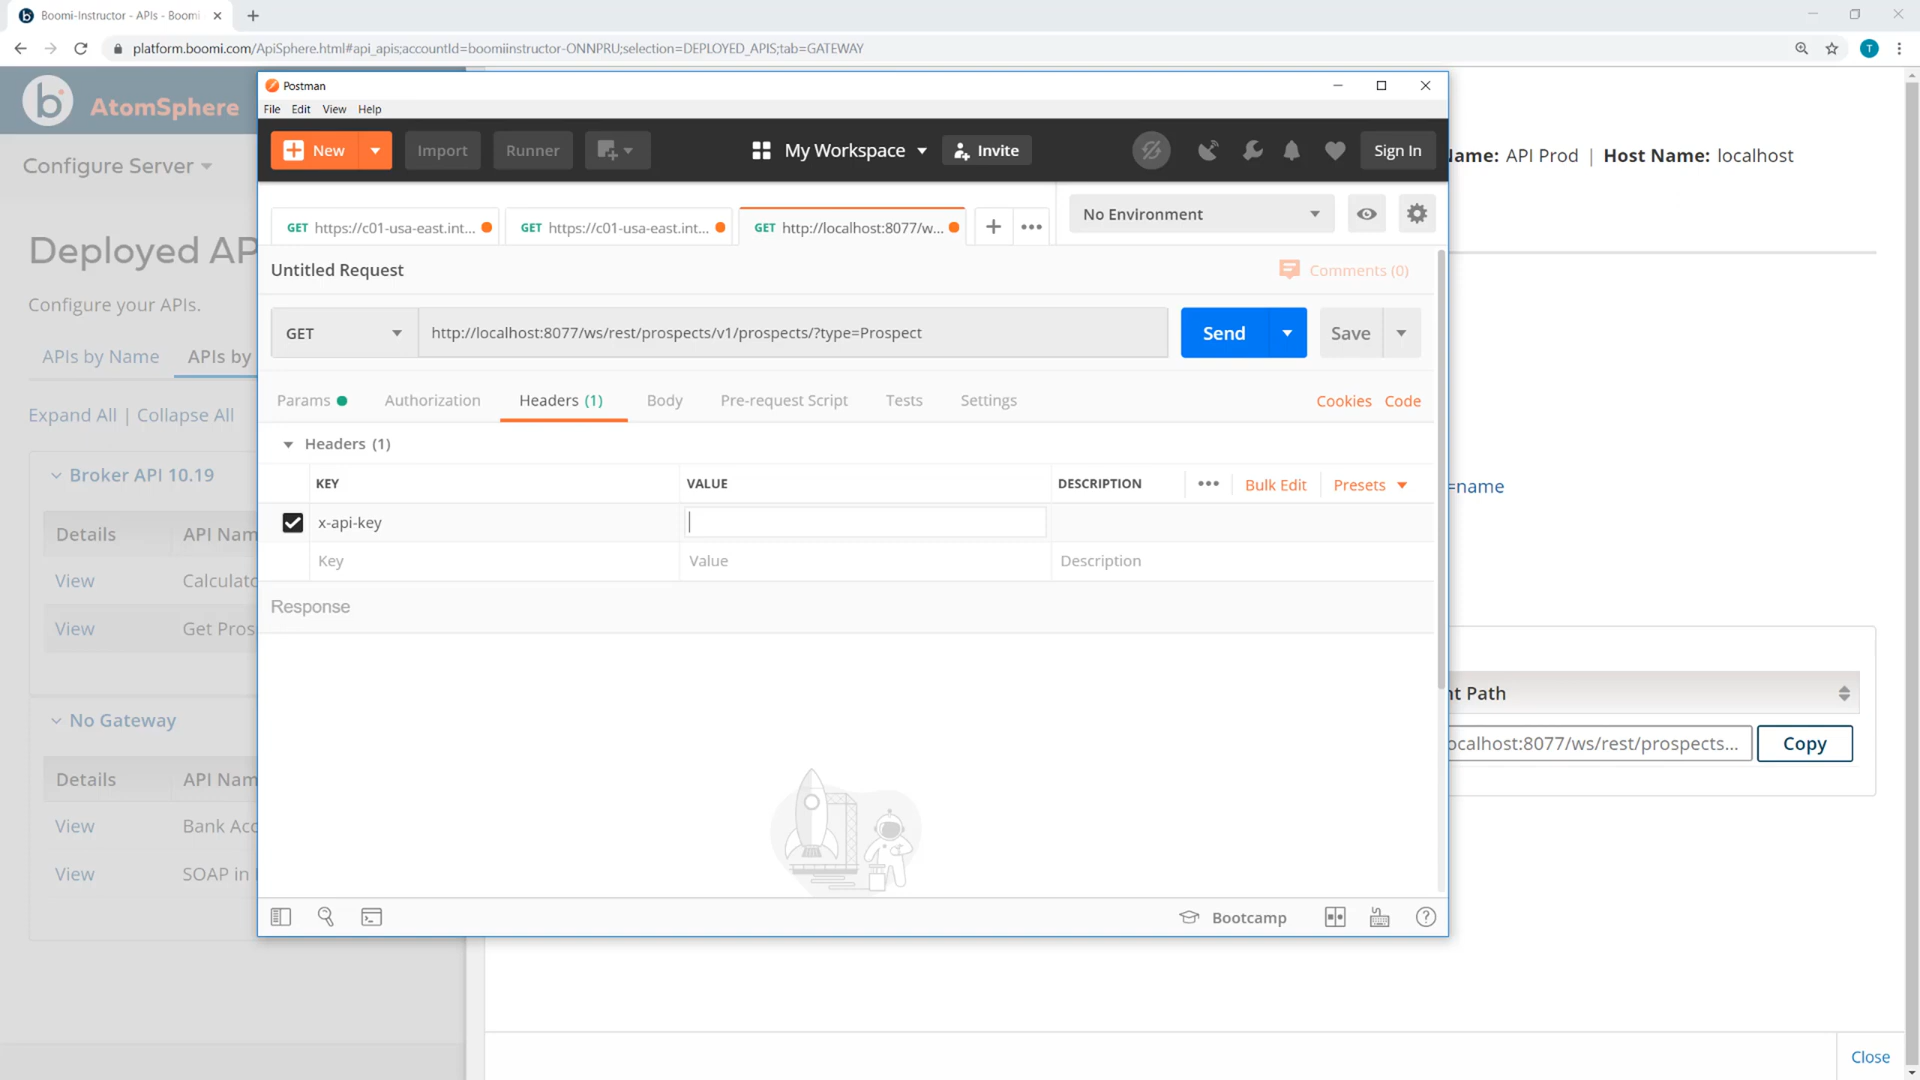 Boomi-Instructor - APIs - Boomi
platform.boomi.com/ApiSphere.html#api_apis;accountId=boomiinstructor-ONNPRU;selection=DEPLOYED_APIS;tab=GATEWAY
T
b
AtomSphere
Configure Server
Deployed AP
Configure your APIs.
APIs by Name
APIs by
Expand All | Collapse All
Broker API 10.19
Details
API Nam
View
Calculato
View
Get Pros
No Gateway
Details
API Nam
View
Bank Acc
View
SOAP in
Postman
File
Edit
View
Help
New
Import
Runner
My Workspace
Invite
Sign In
GET https://c01-usa-east.int...
GET https://c01-usa-east.int...
GET http://localhost:8077/w...
No Environment
Untitled Request
Comments (0)
GET
http://localhost:8077/ws/rest/prospects/v1/prospects/?type=Prospect
Send
Save
Params
Authorization
Headers (1)
Body
Pre-request Script
Tests
Settings
Cookies
Code
Headers (1)
KEY
VALUE
DESCRIPTION
Bulk Edit
Presets
x-api-key
Key
Value
Description
Response
Bootcamp
Name: API Prod | Host Name: localhost
=name
nt Path
ocalhost:8077/ws/rest/prospects...
Copy
Close